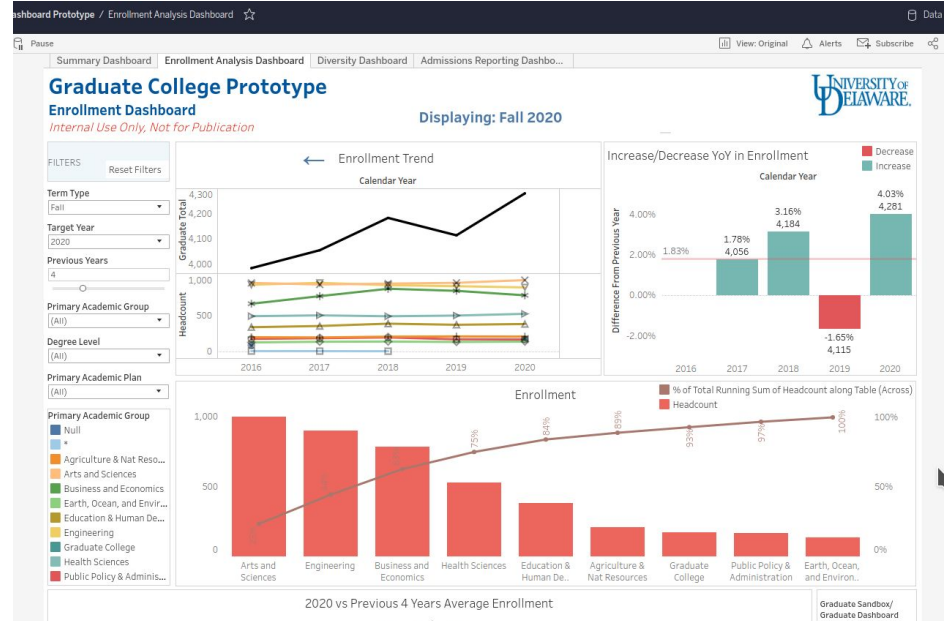 ashboard Prototype / Enrollment Analysis Dashboard
Data
Pause
View: Original
Alerts
Subscribe
Summary Dashboard
Enrollment Analysis Dashboard
Diversity Dashboard
Admissions Reporting Dashbo...
Graduate College Prototype
Enrollment Dashboard
Internal Use Only, Not for Publication
Displaying: Fall 2020
UNIVERSITY OF
DELAWARE.
FILTERS
Reset Filters
Term Type
Fall
Target Year
2020
Previous Years
4
Primary Academic Group
(All)
Degree Level
(All)
Primary Academic Plan
(All)
Primary Academic Group
Null
*
Agriculture & Nat Reso...
Arts and Sciences
Business and Economics
Earth, Ocean, and Envir...
Education & Human De...
Engineering
Graduate College
Health Sciences
Public Policy & Adminis...
← Enrollment Trend
Calendar Year
Graduate Total
4,300
4,200
4,100
4,000
Headcount
1,000
500
0
2016 2017 2018 2019 2020
Increase/Decrease YoY in Enrollment
Decrease
Increase
Calendar Year
Difference From Previous Year
4.00%
2.00%
0.00%
-2.00%
1.83%
1.78%
4,056
3.16%
4,184
-1.65%
4,115
4.03%
4,281
2016 2017 2018 2019 2020
Enrollment
% of Total Running Sum of Headcount along Table (Across)
Headcount
1,000
500
0
75%
84%
89%
93%
97%
100%
100%
50%
0%
Arts and
Sciences
Engineering
Business and
Economics
Health Sciences
Education &
Human De..
Agriculture &
Nat Resources
Graduate
College
Public Policy &
Administration
Earth, Ocean,
and Environ..
2020 vs Previous 4 Years Average Enrollment
Graduate Sandbox/
Graduate Dashboard